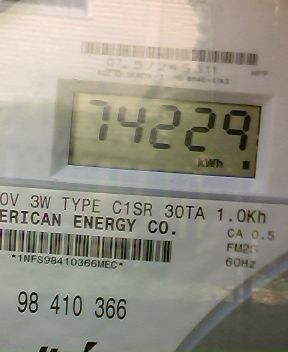 74229
kWh
0V 3W TYPE C1SR 30TA 1.0Kh
ERICAN ENERGY CO.
CA 0.5
FM2S
60Hz
*1NFS98410366MEC*
98 410 366